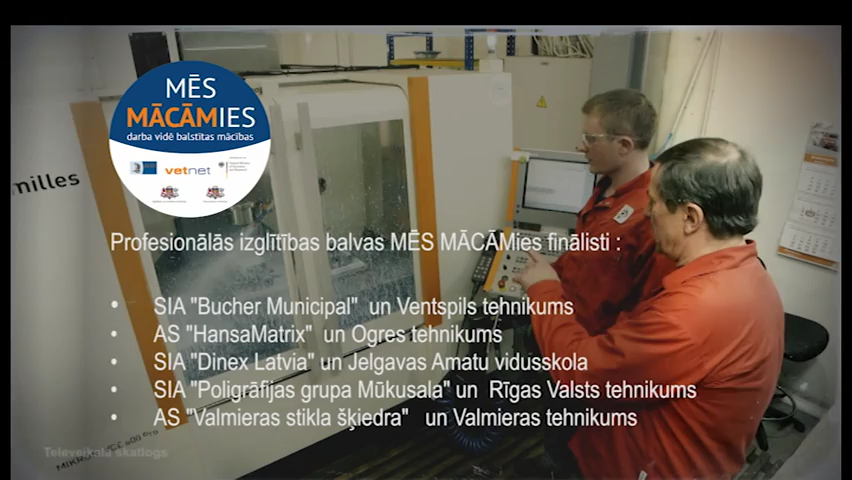 MĒS
MĀCĀMIES
darba vidē balstītas mācības
vetnet
milles
Profesionālās izglītības balvas MĒS MĀCĀMies finālisti :
• SIA "Bucher Municipal" un Ventspils tehnikums
• AS "HansaMatrix" un Ogres tehnikums
• SIA "Dinex Latvia" un Jelgavas Amatu vidusskola
• SIA "Poligrāfijas grupa Mūkusala" un Rīgas Valsts tehnikums
• AS "Valmieras stikla šķiedra" un Valmieras tehnikums
Televeikala skatlogs